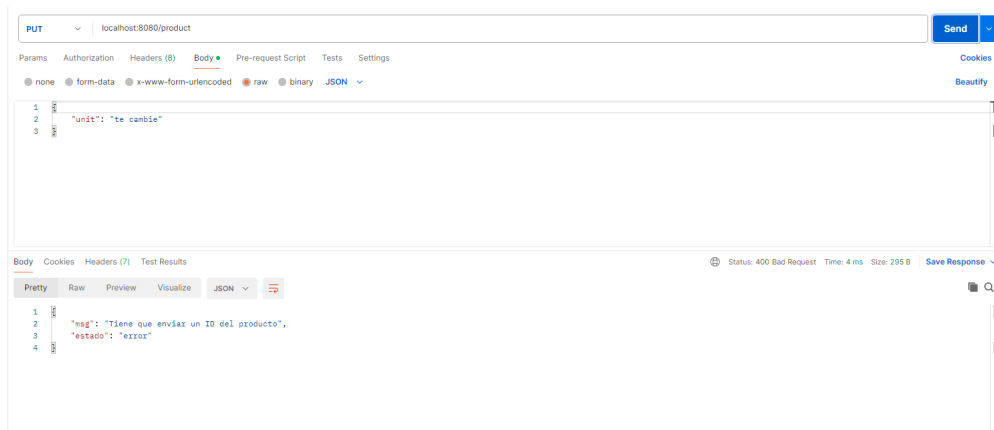 PUT localhost:8080/product Send
Params Authorization Headers (8) Body Pre-request Script Tests Settings Cookies
none form-data x-www-form-urlencoded raw binary JSON Beautify
1 {
2 "unit": "te cambie"
3 }
Body Cookies Headers (7) Test Results Status: 400 Bad Request Time: 4 ms Size: 295 B Save Response
Pretty Raw Preview Visualize JSON
1 {
2 "msg": "Tiene que enviar un ID del producto",
3 "estado": "error"
4 }